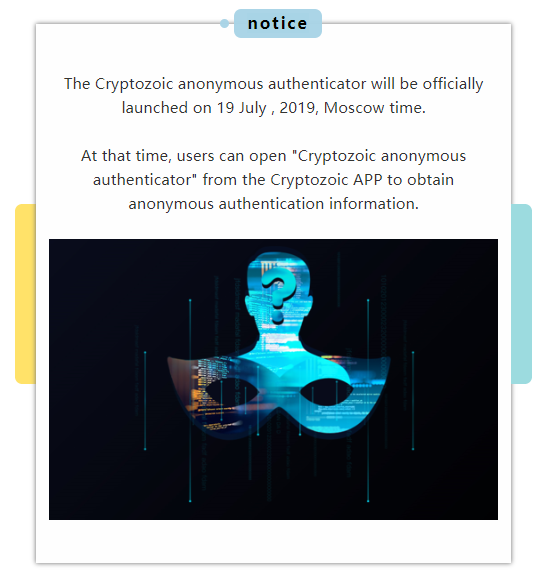 notice
The Cryptozoic anonymous authenticator will be officially
launched on 19 July , 2019, Moscow time.
At that time, users can open "Cryptozoic anonymous
authenticator" from the Cryptozoic APP to obtain
anonymous authentication information.
?